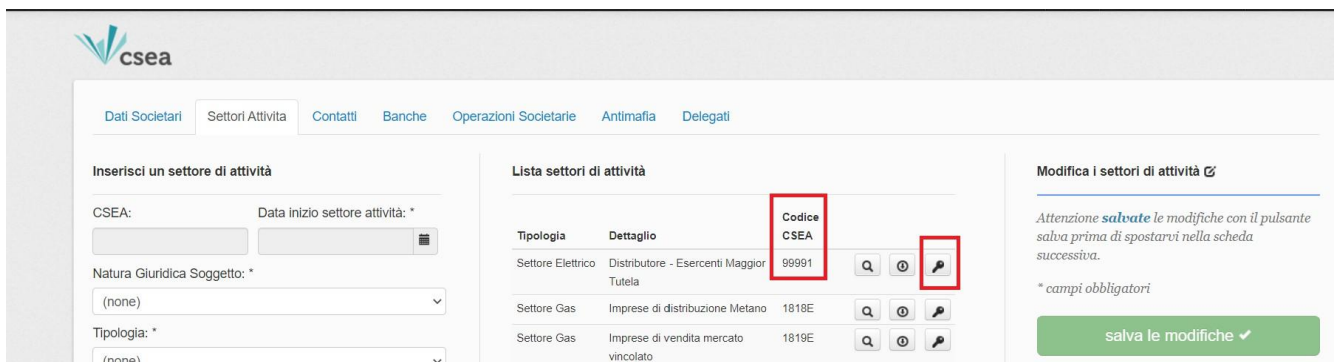 csea
Dati Societari Settori Attivita Contatti Banche Operazioni Societarie Antimafia Delegati
Inserisci un settore di attività
CSEA: Data inizio settore attività: *
Natura Giuridica Soggetto: *
(none)
Tipologia: *
(none)
Lista settori di attività
Codice
Tipologia Dettaglio CSEA
Settore Elettrico Distributore - Esercenti Maggior 99991
Tutela
Settore Gas Imprese di distribuzione Metano 1818E
Settore Gas Imprese di vendita mercato 1819E
vincolato
Modifica i settori di attività
Attenzione salvate le modifiche con il pulsante
salva prima di spostarvi nella scheda
successiva.
* campi obbligatori
salva le modifiche ✔